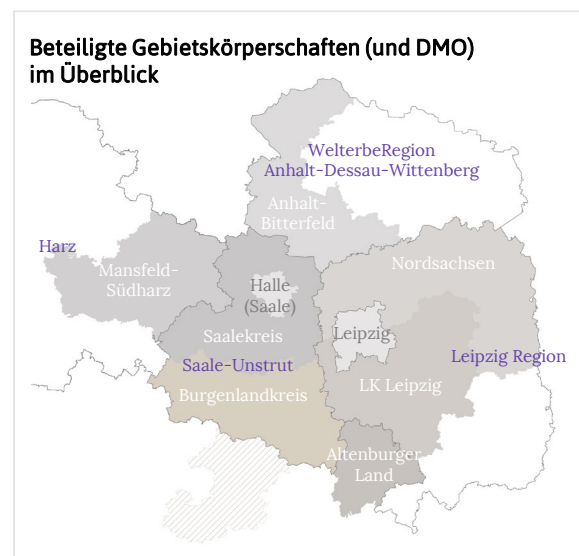 Beteiligte Gebietskörperschaften (und DMO)
im Überblick
WelterbeRegion
Anhalt-Dessau-Wittenberg
Anhalt-
Bitterfeld
Harz
Mansfeld-
Südharz
Nordsachsen
Halle
(Saale)
Saalekreis
Leipzig
Saale-Unstrut
Leipzig Region
Burgenlandkreis
LK Leipzig
Altenburger
Land